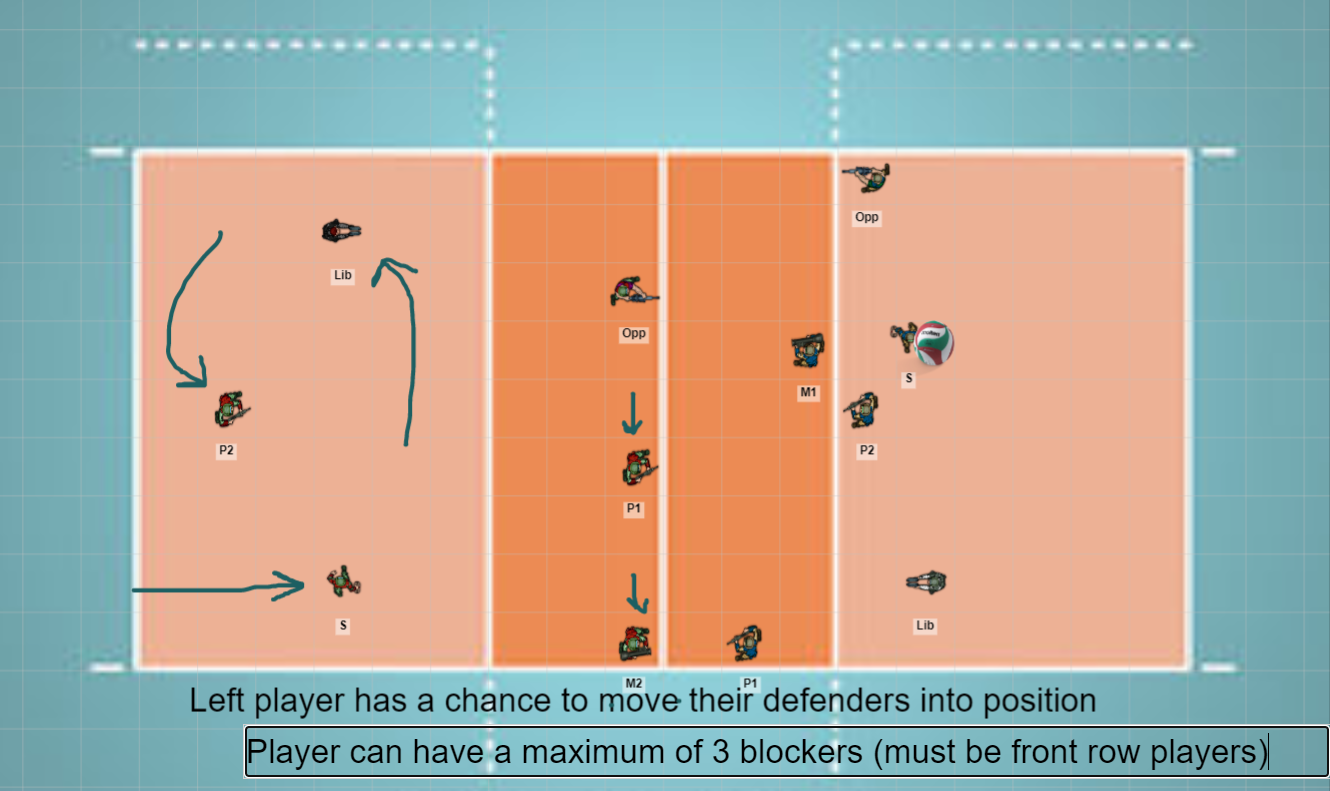 Opp
Lib
Opp
S
M1
P2
P2
P1
Lib
S
M2
P1
Left player has a chance to move their defenders into position
Player can have a maximum of 3 blockers (must be front row players)